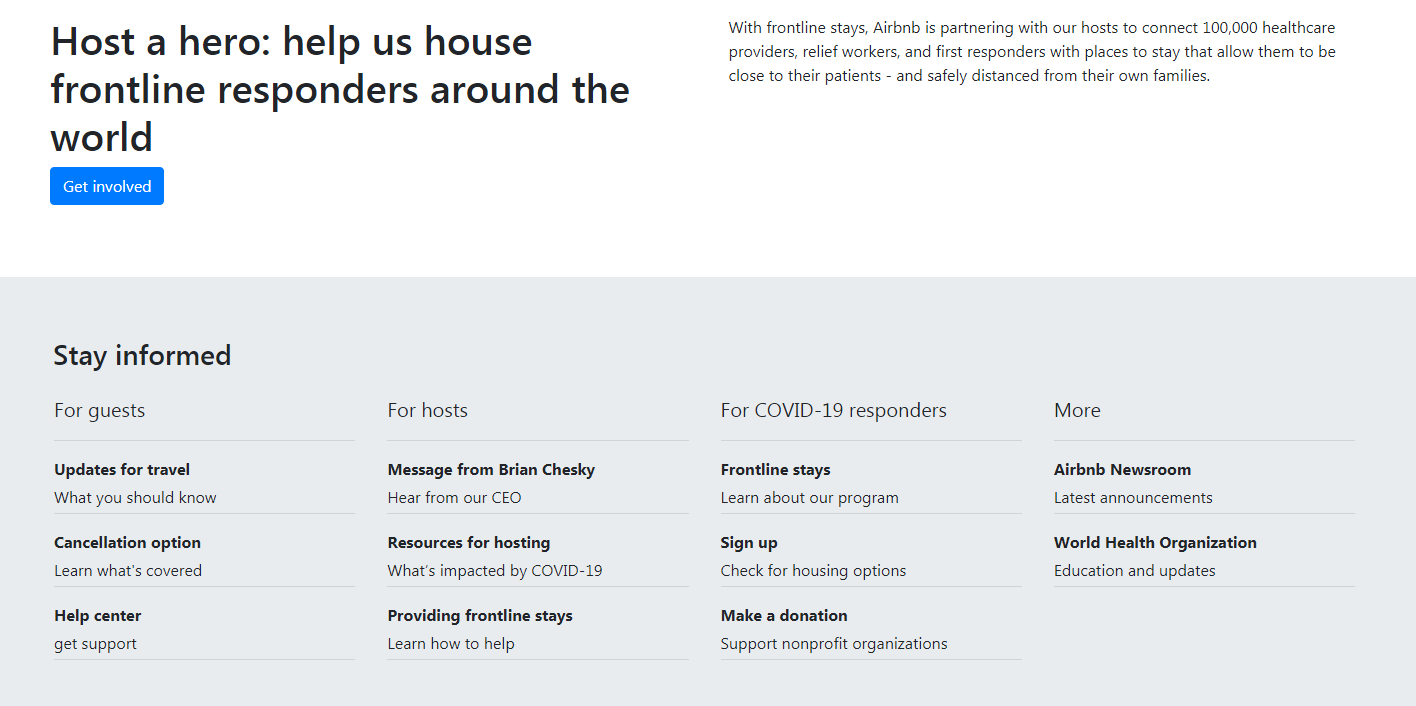 Host a hero: help us house
frontline responders around the
world
Get involved
With frontline stays, Airbnb is partnering with our hosts to connect 100,000 healthcare
providers, relief workers, and first responders with places to stay that allow them to be
close to their patients - and safely distanced from their own families.
Stay informed
For guests
Updates for travel
What you should know
Cancellation option
Learn what's covered
Help center
get support
For hosts
Message from Brian Chesky
Hear from our CEO
Resources for hosting
What's impacted by COVID-19
Providing frontline stays
Learn how to help
For COVID-19 responders
Frontline stays
Learn about our program
Sign up
Check for housing options
Make a donation
Support nonprofit organizations
More
Airbnb Newsroom
Latest announcements
World Health Organization
Education and updates